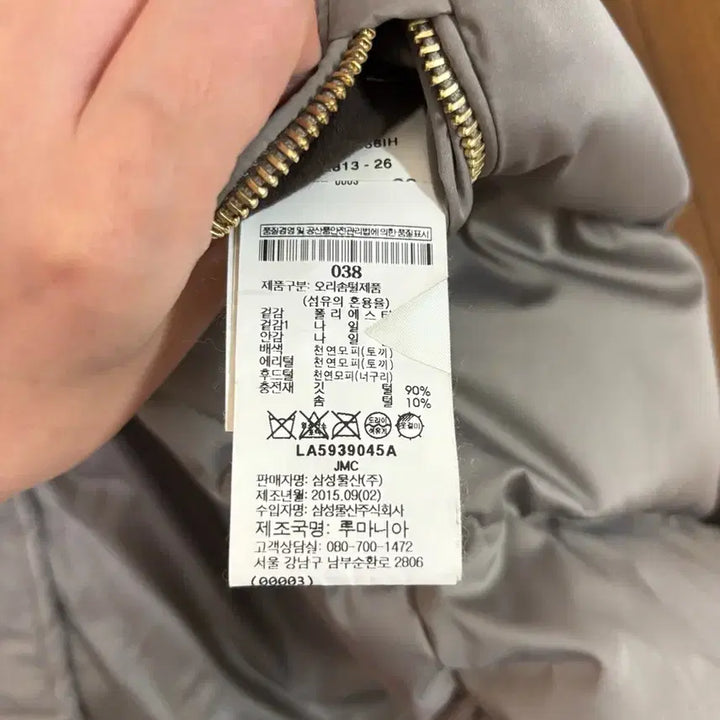 13 - 26
0003
품질경영 및 공산품안전관리법에 의한 품질표시
038
제품구분: 오리솜털제품
(섬유의 혼용율)
겉감 폴리에스
겉감1 나 일
안감 나 일
배색 천연모피(토끼)
에리털 천연모피(토끼)
후드털 천연모피(너구리)
충전재 깃 털 90%
솜 털 10%
LA5939045A
JMC
판매자명: 삼성물산(주)
제조년월: 2015.09(02)
수입자명: 삼성물산주식회사
제조국명: 루마니아
고객상담실: 080-700-1472
서울 강남구 남부순환로 2806
(00003)